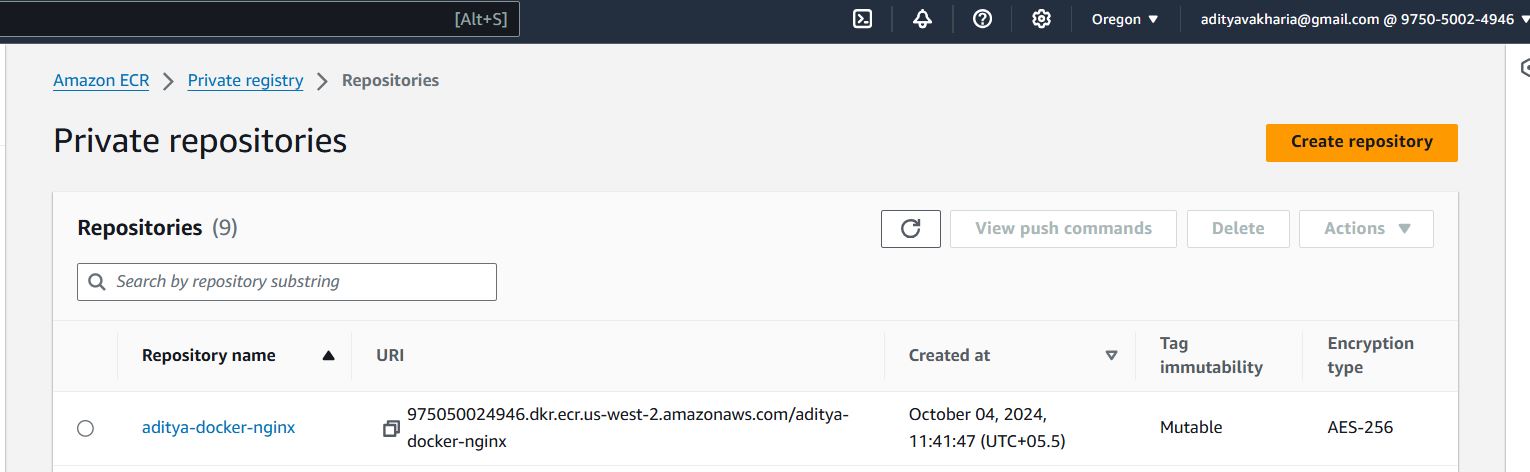 [Alt+S]
Oregon ▼
adityavakharia@gmail.com @ 9750-5002-4946 ▼
Amazon ECR > Private registry > Repositories
Private repositories
Create repository
Repositories (9)
View push commands
Delete
Actions ▼
Search by repository substring
Repository name ▲
URI
Created at ▽
Tag
immutability
Encryption
type
aditya-docker-nginx
975050024946.dkr.ecr.us-west-2.amazonaws.com/aditya-
docker-nginx
October 04, 2024,
11:41:47 (UTC+05.5)
Mutable
AES-256